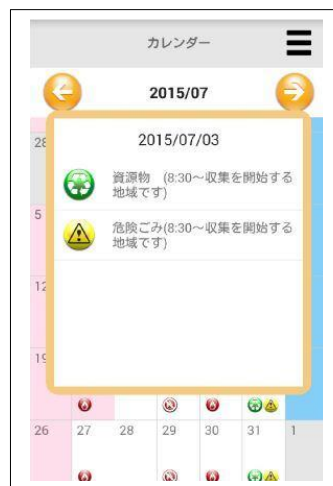 カレンダー
2015/07
2015/07/03
28
資源物 (8:30～収集を開始する
地域です)
5
危険ごみ(8:30～収集を開始する
地域です)
12
19
26 27 28 29 30 31 1